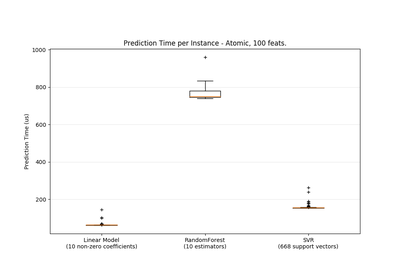 Prediction Time per Instance - Atomic, 100 feats.
1000
800
600
400
200
Prediction Time (us)
Linear Model
(10 non-zero coefficients)
RandomForest
(10 estimators)
SVR
(668 support vectors)